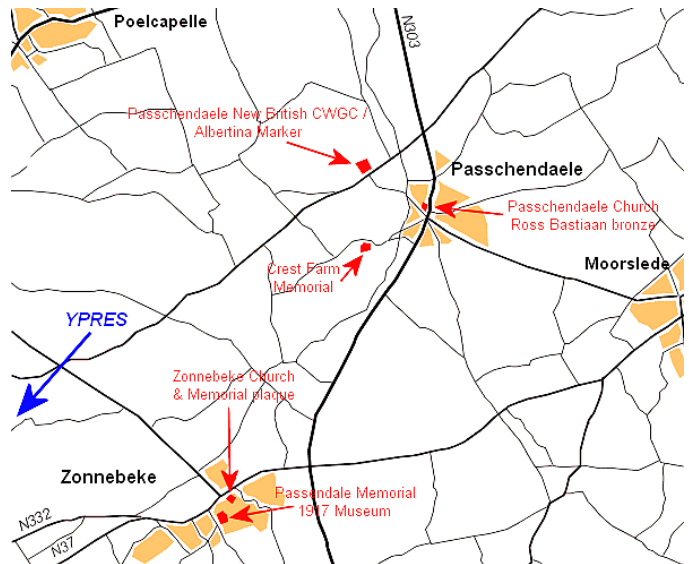 Poelcapelle
N303
Passchendaele New British CWGC /
Albertina Marker
Passchendaele
Passchendaele Church
Ross Bastiaan bronze
Crest Farm
Memorial
Moorslede
YPRES
Zonnebeke Church
& Memorial plaque
Zonnebeke
Passendale Memorial
1917 Museum
N332
N37